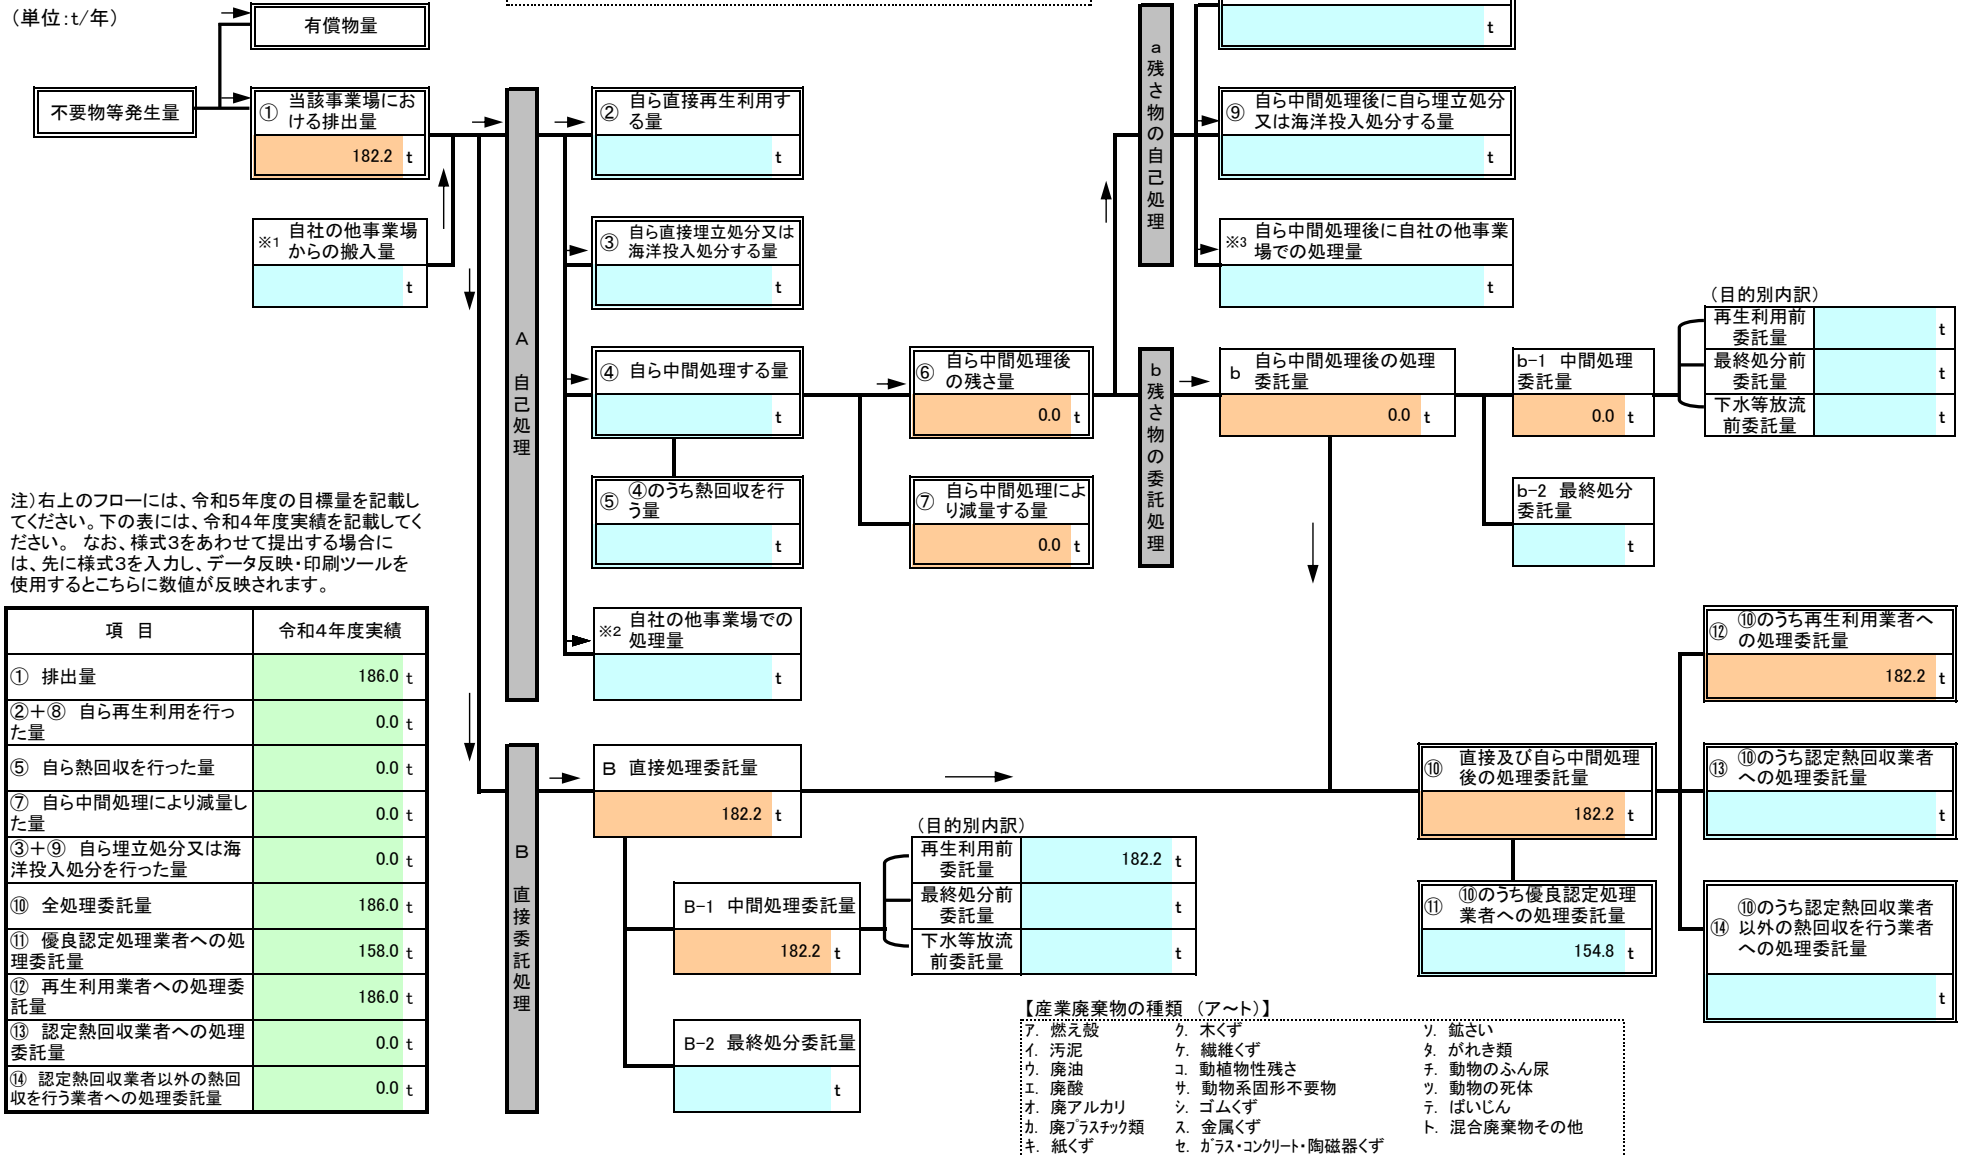 (単位:t/年)
有償物量
不要物等発生量
① 当該事業場にお
ける排出量
182.2 t
※1 自社の他事業場
からの搬入量
t
A 自己処理
② 自ら直接再生利用す
る量
t
③ 自ら直接埋立処分又は
海洋投入処分する量
t
④ 自ら中間処理する量
t
⑤ ④のうち熱回収を行
う量
t
※2 自社の他事業場での
処理量
t
⑥ 自ら中間処理後
の残さ量
0.0 t
⑦ 自ら中間処理によ
り減量する量
0.0 t
a 残さ物の自己処理
t
⑨ 自ら中間処理後に自ら埋立処分
又は海洋投入処分する量
t
※3 自ら中間処理後に自社の他事業
場での処理量
t
b 残さ物の委託処理
b 自ら中間処理後の処理
委託量
0.0 t
b-1 中間処理
委託量
0.0 t
(目的別内訳)
再生利用前
委託量
t
最終処分前
委託量
t
下水等放流
前委託量
t
b-2 最終処分
委託量
t
注)右上のフローには、令和5年度の目標量を記載し
てください。下の表には、令和4年度実績を記載してく
ださい。 なお、様式3をあわせて提出する場合に
は、先に様式3を入力し、データ反映・印刷ツールを
使用するとこちらに数値が反映されます。
項 目 令和4年度実績
① 排出量 186.0 t
②+⑧ 自ら再生利用を行っ
た量 0.0 t
⑤ 自ら熱回収を行った量 0.0 t
⑦ 自ら中間処理により減量し
た量 0.0 t
③+⑨ 自ら埋立処分又は海
洋投入処分を行った量 0.0 t
⑩ 全処理委託量 186.0 t
⑪ 優良認定処理業者への処
理委託量 158.0 t
⑫ 再生利用業者への処理委
託量 186.0 t
⑬ 認定熱回収業者への処理
委託量 0.0 t
⑭ 認定熱回収業者以外の熱回
収を行う業者への処理委託量 0.0 t
B 直接委託処理
B 直接処理委託量
182.2 t
B-1 中間処理委託量
182.2 t
B-2 最終処分委託量
t
(目的別内訳)
再生利用前
委託量
182.2 t
最終処分前
委託量
t
下水等放流
前委託量
t
⑩ 直接及び自ら中間処理
後の処理委託量
182.2 t
⑪ ⑩のうち優良認定処理
業者への処理委託量
154.8 t
⑫ ⑩のうち再生利用業者へ
の処理委託量
182.2 t
⑬ ⑩のうち認定熱回収業者
への処理委託量
t
⑭ ⑩のうち認定熱回収業者
以外の熱回収を行う業者
への処理委託量
t
【産業廃棄物の種類 (ア~ト)】
ア. 燃え殻 ク. 木くず ソ. 鉱さい
イ. 汚泥 ケ. 繊維くず タ. がれき類
ウ. 廃油 コ. 動植物性残さ チ. 動物のふん尿
エ. 廃酸 サ. 動物系固形不要物 ツ. 動物の死体
オ. 廃アルカリ シ. ゴムくず テ. ばいじん
カ. 廃プラスチック類 ス. 金属くず ト. 混合廃棄物その他
キ. 紙くず セ. ガラス・コンクリート・陶磁器くず